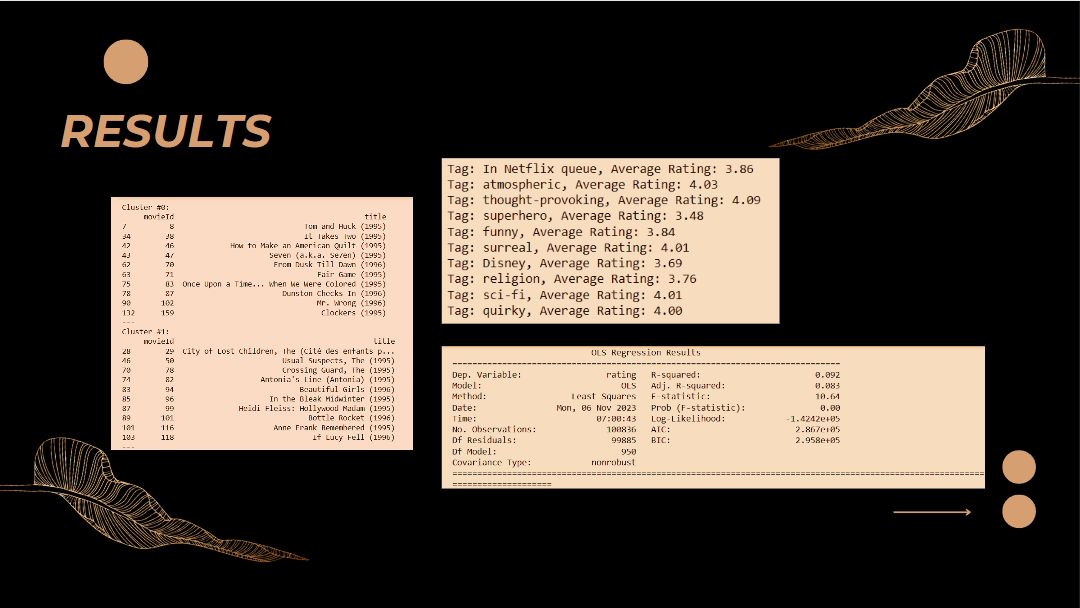 RESULTS
Cluster #0:
movieId title
7 8 Tom and Huck (1995)
34 38 It Takes Two (1995)
42 46 How to Make an American Quilt (1995)
43 47 Seven (a.k.a. Se7en) (1995)
62 70 From Dusk Till Dawn (1996)
63 71 Fair Game (1995)
75 83 Once Upon a Time... When We Were Colored (1995)
78 87 Dunston Checks In (1996)
90 102 Mr. Wrong (1996)
132 159 Clockers (1995)
---
Cluster #1:
movieId title
28 29 City of Lost Children, The (Cité des enfants p...
46 50 Usual Suspects, The (1995)
70 78 Crossing Guard, The (1995)
74 82 Antonia's Line (Antonia) (1995)
83 94 Beautiful Girls (1996)
85 96 In the Bleak Midwinter (1995)
87 99 Heidi Fleiss: Hollywood Madam (1995)
89 101 Bottle Rocket (1996)
101 116 Anne Frank Remembered (1995)
103 118 If Lucy Fell (1996)
---
Tag: In Netflix queue, Average Rating: 3.86
Tag: atmospheric, Average Rating: 4.03
Tag: thought-provoking, Average Rating: 4.09
Tag: superhero, Average Rating: 3.48
Tag: funny, Average Rating: 3.84
Tag: surreal, Average Rating: 4.01
Tag: Disney, Average Rating: 3.69
Tag: religion, Average Rating: 3.76
Tag: sci-fi, Average Rating: 4.01
Tag: quirky, Average Rating: 4.00
OLS Regression Results
Dep. Variable: rating R-squared: 0.092
Model: OLS Adj. R-squared: 0.083
Method: Least Squares F-statistic: 10.64
Date: Mon, 06 Nov 2023 Prob (F-statistic): 0.00
Time: 07:00:43 Log-Likelihood: -1.4242e+05
No. Observations: 100836 AIC: 2.867e+05
Df Residuals: 99885 BIC: 2.958e+05
Df Model: 950
Covariance Type: nonrobust